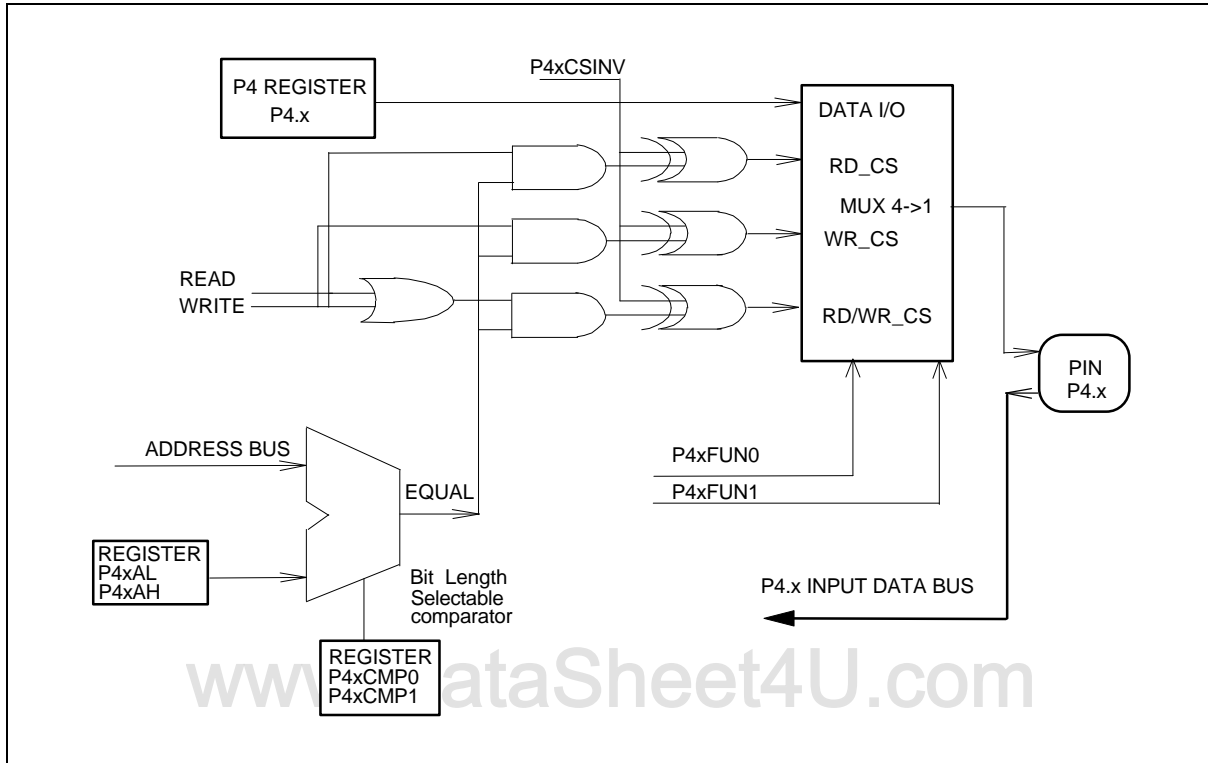 P4xCSINV
P4 REGISTER
P4.x
DATA I/O
RD_CS
MUX 4->1
WR_CS
RD/WR_CS
READ
WRITE
PIN
P4.x
ADDRESS BUS
EQUAL
P4xFUN0
P4xFUN1
REGISTER
P4xAL
P4xAH
Bit Length
Selectable
comparator
P4.x INPUT DATA BUS
REGISTER
P4xCMP0
P4xCMP1
www.DataSheet4U.com